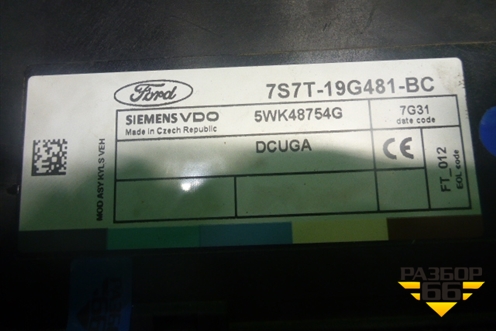 Ford
7S7T-19G481-BC
SIEMENS VDO
5WK48754G
7G31
date code
Made in Czech Republic
DCUGA
CE
FT_012
EOL code
MOD ASY KYLS VEH
РАЗБОР
66